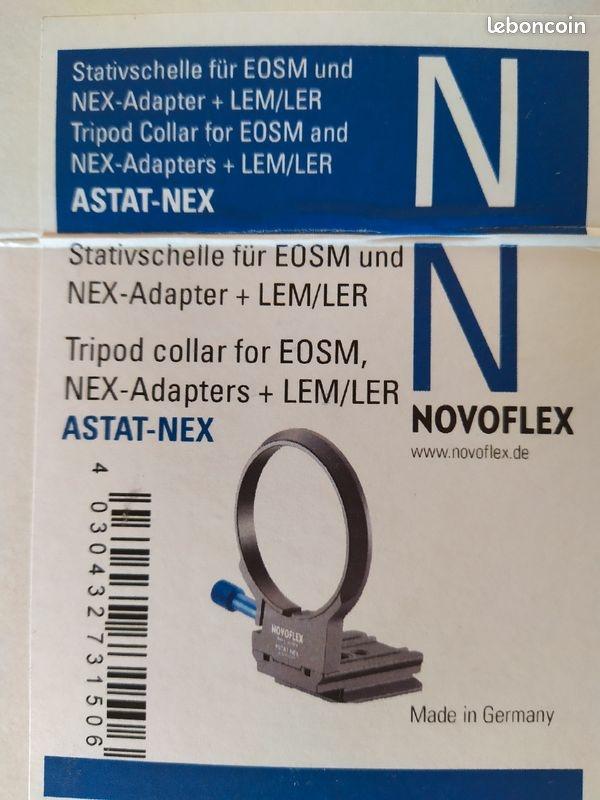 leboncoin
Stativschelle für EOSM und
NEX-Adapter + LEM/LER
Tripod Collar for EOSM and
NEX-Adapters + LEM/LER
ASTAT-NEX
N
Stativschelle für EOSM und
NEX-Adapter + LEM/LER
Tripod collar for EOSM,
NEX-Adapters + LEM/LER
ASTAT-NEX
N
NOVOFLEX
www.novoflex.de
4 030432 731506
NOVOFLEX
ASTAT-NEX
Made in Germany